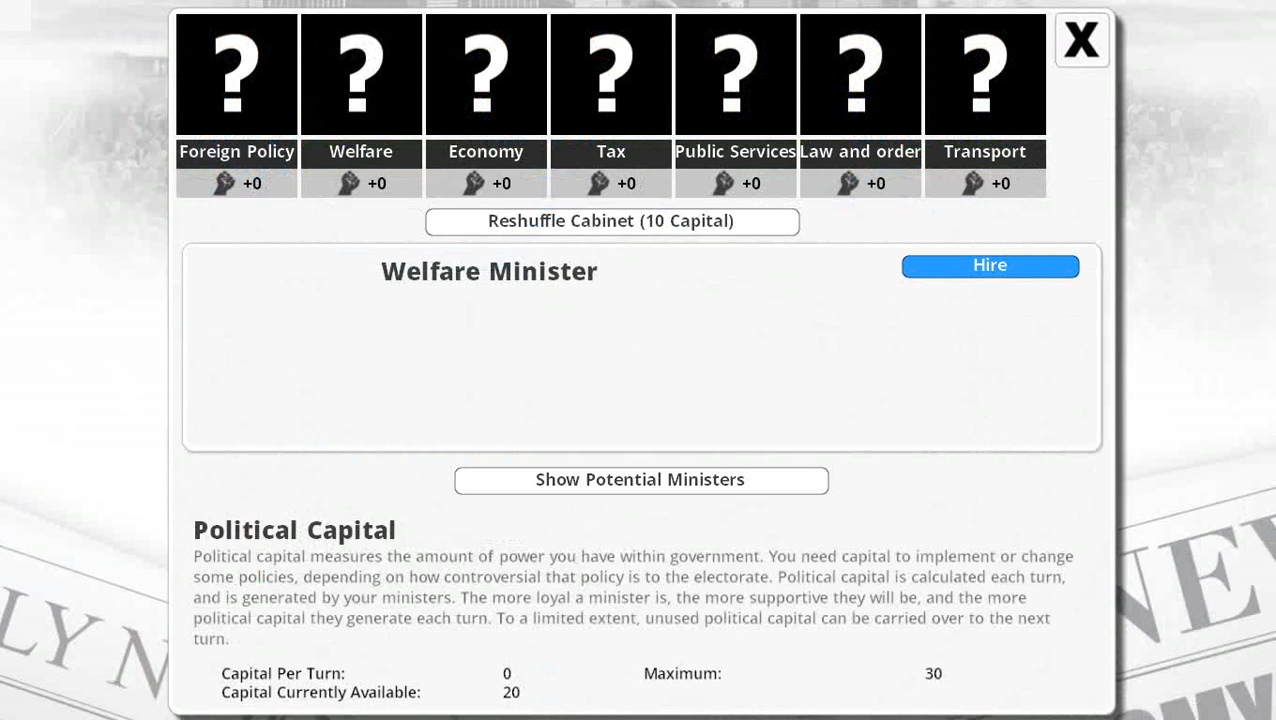 ? ? ? ? ? ? ? X
Foreign Policy Welfare Economy Tax Public Services Law and order Transport
+0 +0 +0 +0 +0 +0 +0
Reshuffle Cabinet (10 Capital)
Welfare Minister Hire
Show Potential Ministers
Political Capital
Political capital measures the amount of power you have within government. You need capital to implement or change
some policies, depending on how controversial that policy is to the electorate. Political capital is calculated each turn,
and is generated by your ministers. The more loyal a minister is, the more supportive they will be, and the more
political capital they generate each turn. To a limited extent, unused political capital can be carried over to the next
turn.
Capital Per Turn: 0 Maximum: 30
Capital Currently Available: 20
LY N
NEW
OMY